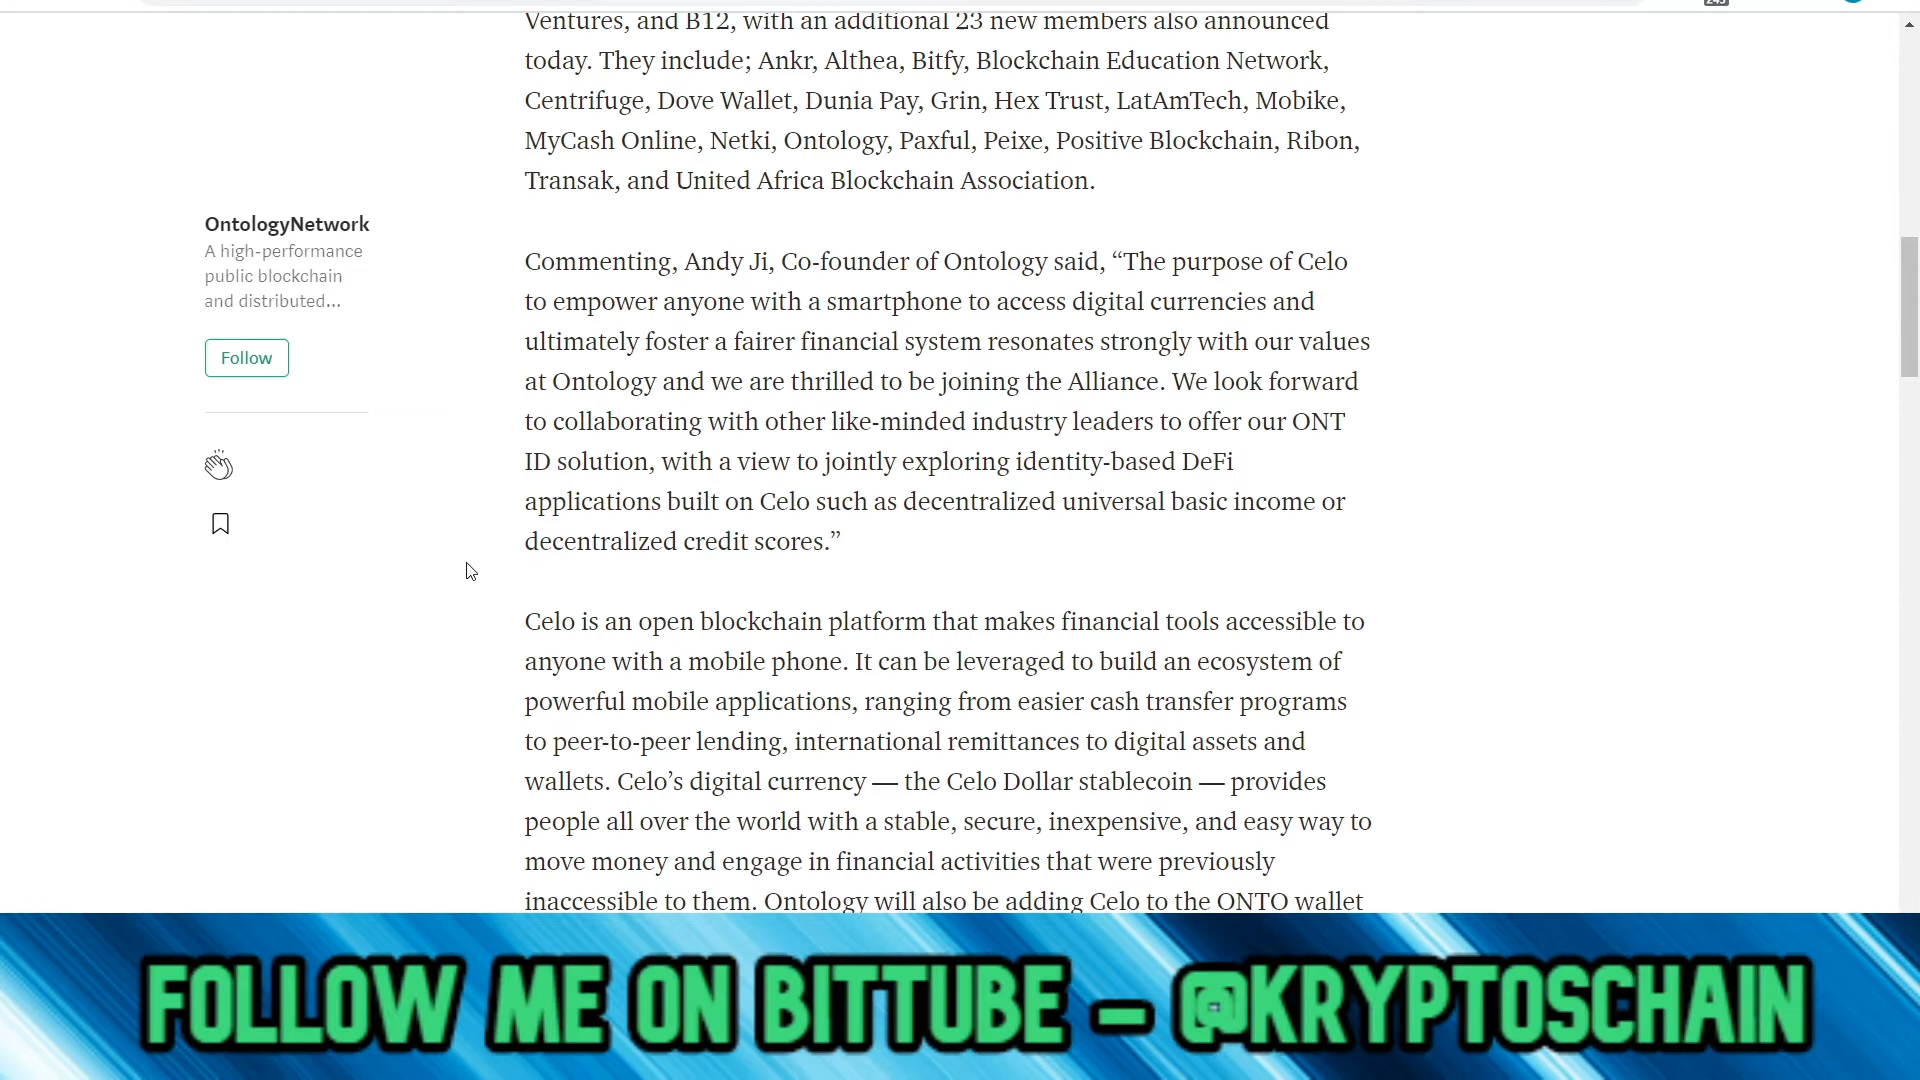 Ventures, and B12, with an additional 23 new members also announced
today. They include; Ankr, Althea, Bitfy, Blockchain Education Network,
Centrifuge, Dove Wallet, Dunia Pay, Grin, Hex Trust, LatAmTech, Mobike,
MyCash Online, Netki, Ontology, Paxful, Peixe, Positive Blockchain, Ribon,
Transak, and United Africa Blockchain Association.
OntologyNetwork
A high-performance
public blockchain
and distributed...
Follow
Commenting, Andy Ji, Co-founder of Ontology said, “The purpose of Celo
to empower anyone with a smartphone to access digital currencies and
ultimately foster a fairer financial system resonates strongly with our values
at Ontology and we are thrilled to be joining the Alliance. We look forward
to collaborating with other like-minded industry leaders to offer our ONT
ID solution, with a view to jointly exploring identity-based DeFi
applications built on Celo such as decentralized universal basic income or
decentralized credit scores.”
Celo is an open blockchain platform that makes financial tools accessible to
anyone with a mobile phone. It can be leveraged to build an ecosystem of
powerful mobile applications, ranging from easier cash transfer programs
to peer-to-peer lending, international remittances to digital assets and
wallets. Celo’s digital currency — the Celo Dollar stablecoin — provides
people all over the world with a stable, secure, inexpensive, and easy way to
move money and engage in financial activities that were previously
inaccessible to them. Ontology will also be adding Celo to the ONTO wallet
FOLLOW ME ON BITTUBE – @KRYPTOSCHAIN